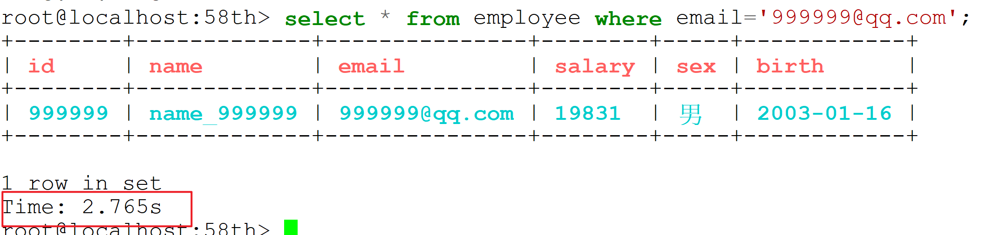 root@localhost:58th> select * from employee where email='999999@qq.com';
+--------+-------------+---------------+--------+-----+------------+
| id     | name        | email         | salary | sex | birth      |
+--------+-------------+---------------+--------+-----+------------+
| 999999 | name_999999 | 999999@qq.com | 19831  | 男  | 2003-01-16 |
+--------+-------------+---------------+--------+-----+------------+
1 row in set
Time: 2.765s
root@localhost:58th>